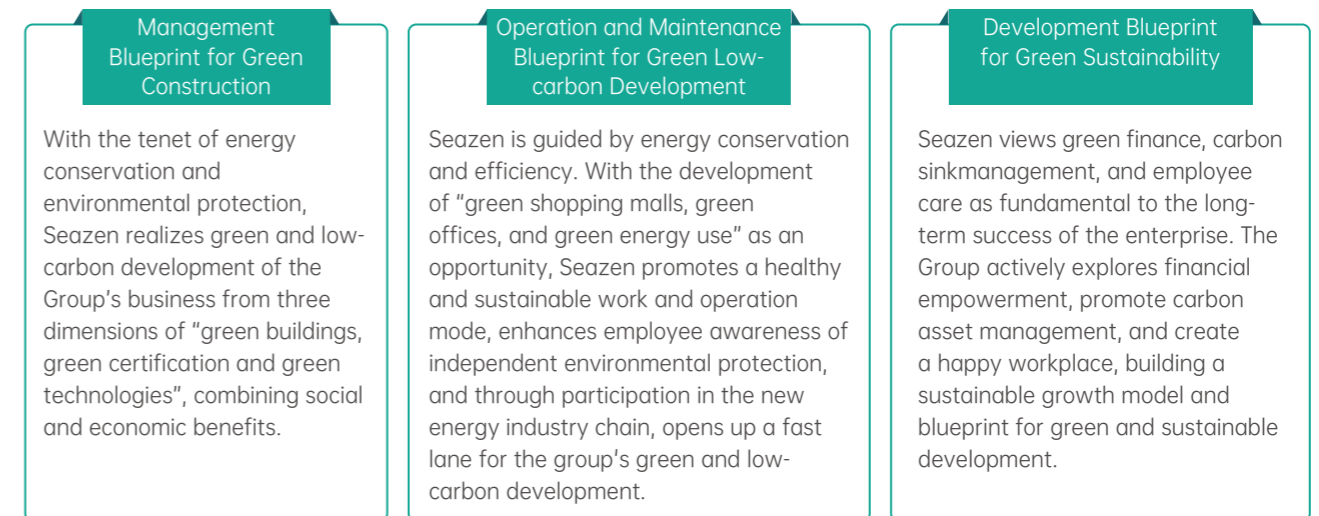 Management
Blueprint for Green
Construction
With the tenet of energy
conservation and
environmental protection,
Seazen realizes green and low-
carbon development of the
Group's business from three
dimensions of “green buildings,
green certification and green
technologies”, combining social
and economic benefits.
Operation and Maintenance
Blueprint for Green Low-
carbon Development
Seazen is guided by energy conservation
and efficiency. With the development
of “green shopping malls, green
offices, and green energy use” as an
opportunity, Seazen promotes a healthy
and sustainable work and operation
mode, enhances employee awareness of
independent environmental protection,
and through participation in the new
energy industry chain, opens up a fast
lane for the group's green and low-
carbon development.
Development Blueprint
for Green Sustainability
Seazen views green finance, carbon
sinkmanagement, and employee
care as fundamental to the long-
term success of the enterprise. The
Group actively explores financial
empowerment, promote carbon
asset management, and create
a happy workplace, building a
sustainable growth model and
blueprint for green and sustainable
development.